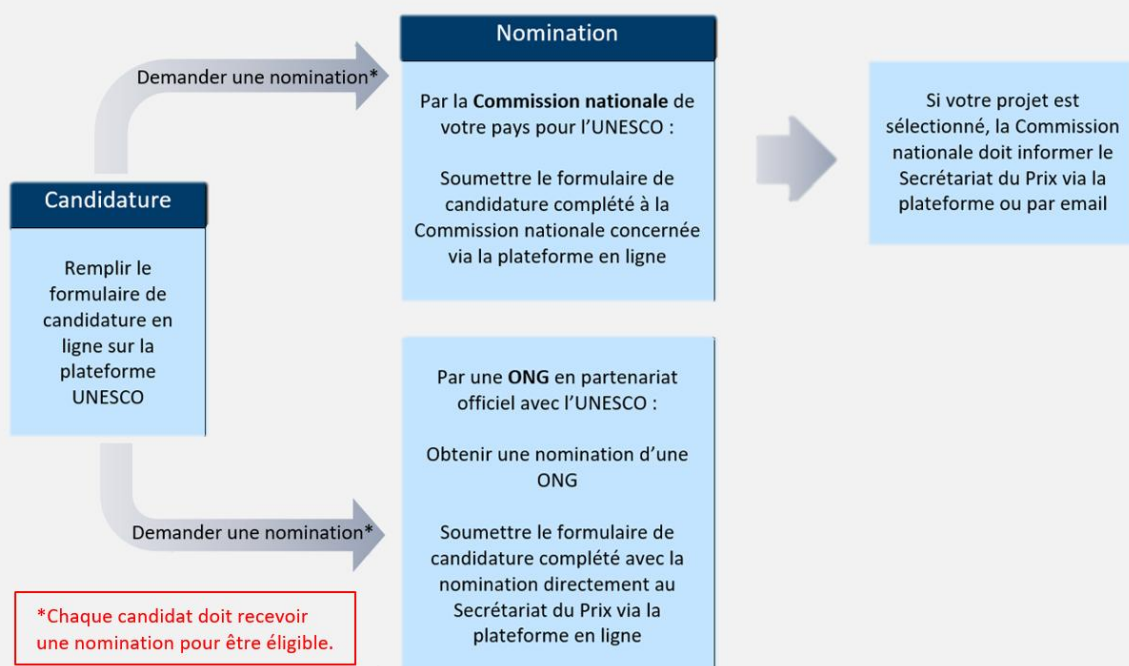 Candidature
Remplir le
formulaire de
candidature en
ligne sur la
plateforme
UNESCO
Demander une nomination*
Nomination
Par la Commission nationale de
votre pays pour l’UNESCO :
Soumettre le formulaire de
candidature complété à la
Commission nationale concernée
via la plateforme en ligne
Si votre projet est
sélectionné, la Commission
nationale doit informer le
Secrétariat du Prix via la
plateforme ou par email
Demander une nomination*
Par une ONG en partenariat
officiel avec l’UNESCO :
Obtenir une nomination d’une
ONG
Soumettre le formulaire de
candidature complété avec la
nomination directement au
Secrétariat du Prix via la
plateforme en ligne
*Chaque candidat doit recevoir
une nomination pour être éligible.